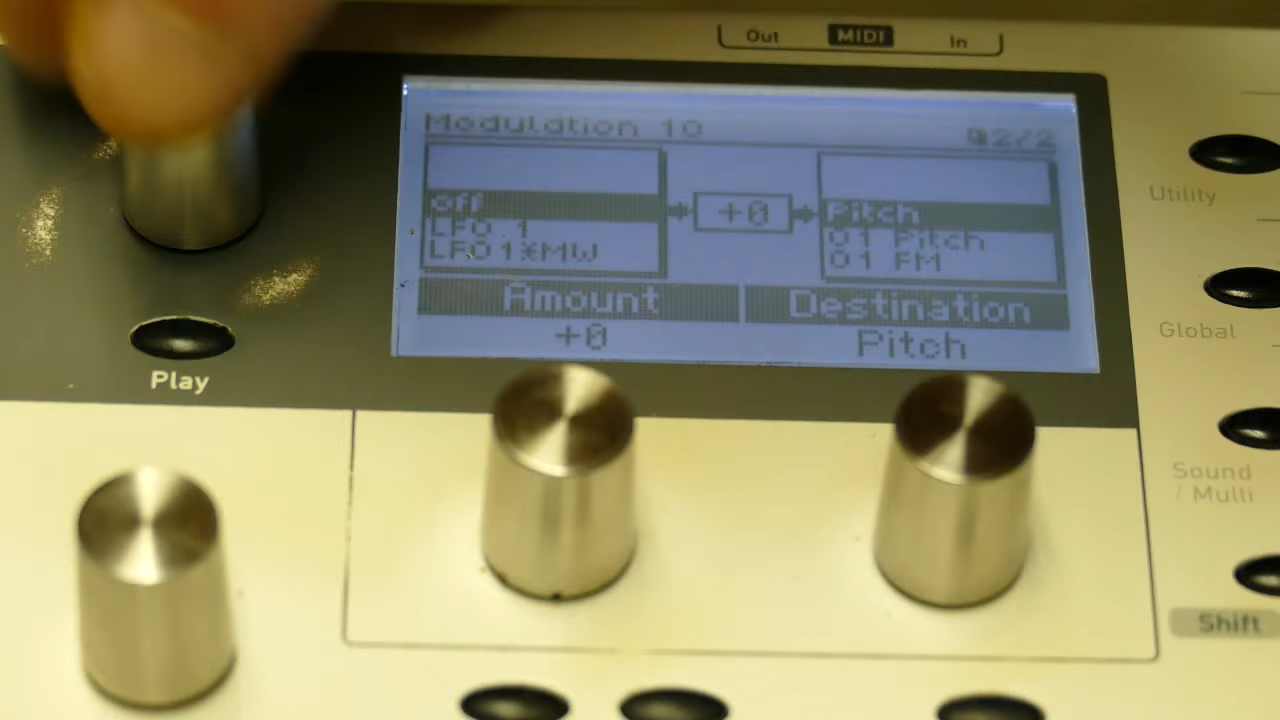 Out MIDI In
Modulation 10 2/2
off
LFO 1
LFO1*MW
+0
Pitch
O1 Pitch
O1 FM
Amount Destination
+0 Pitch
Play
Utility
Global
Sound
/ Multi
Shift